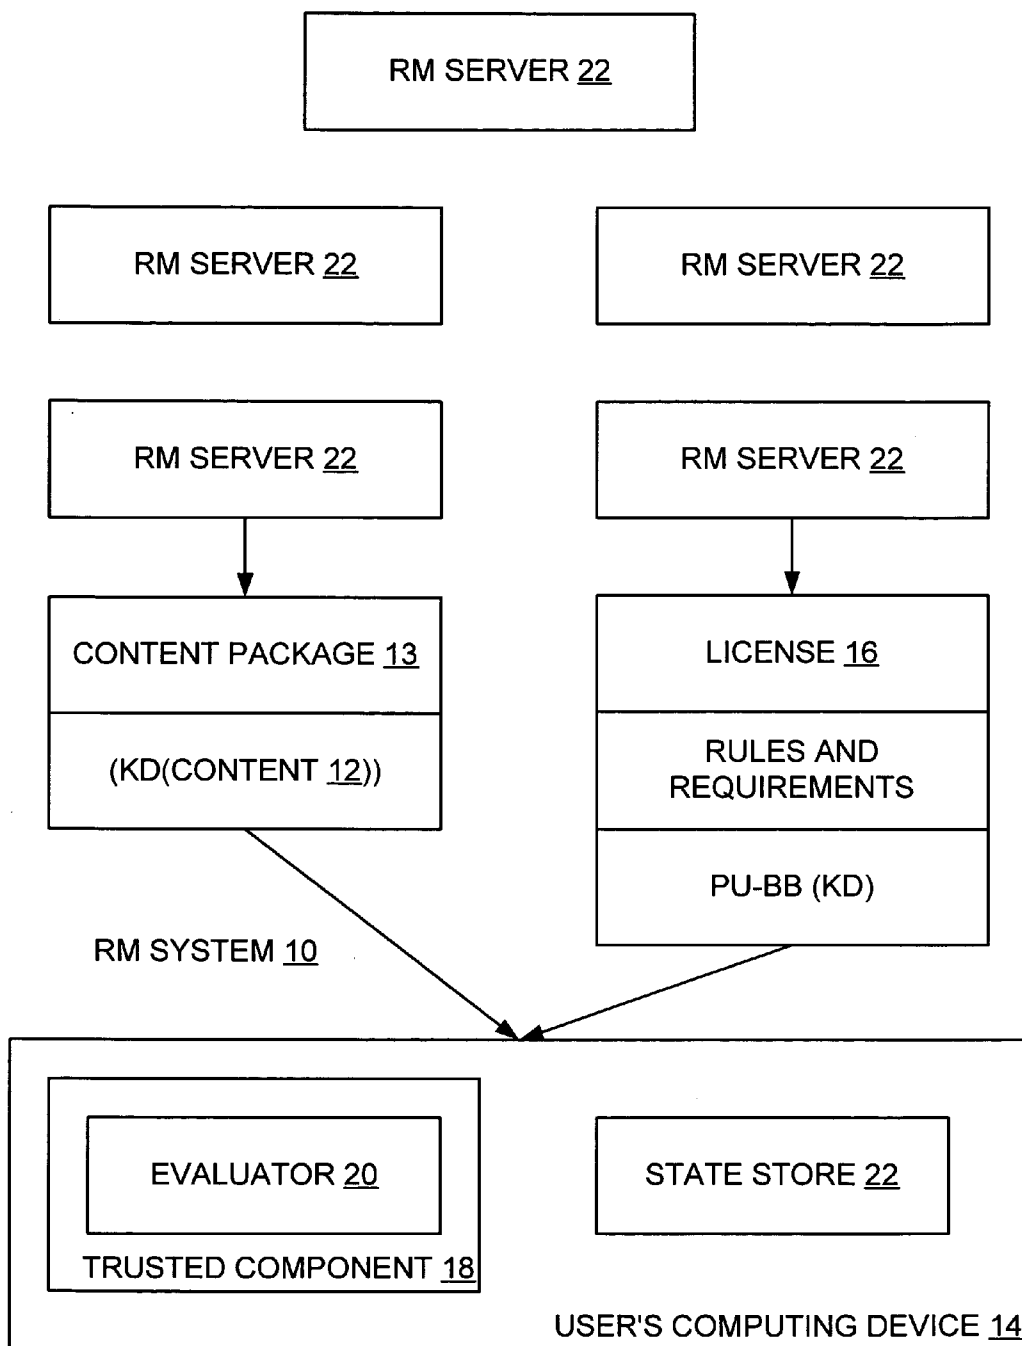 RM SERVER 22
RM SERVER 22
RM SERVER 22
RM SERVER 22
RM SERVER 22
CONTENT PACKAGE 13
(KD(CONTENT 12))
LICENSE 16
RULES AND
REQUIREMENTS
PU-BB (KD)
RM SYSTEM 10
EVALUATOR 20
TRUSTED COMPONENT 18
STATE STORE 22
USER'S COMPUTING DEVICE 14